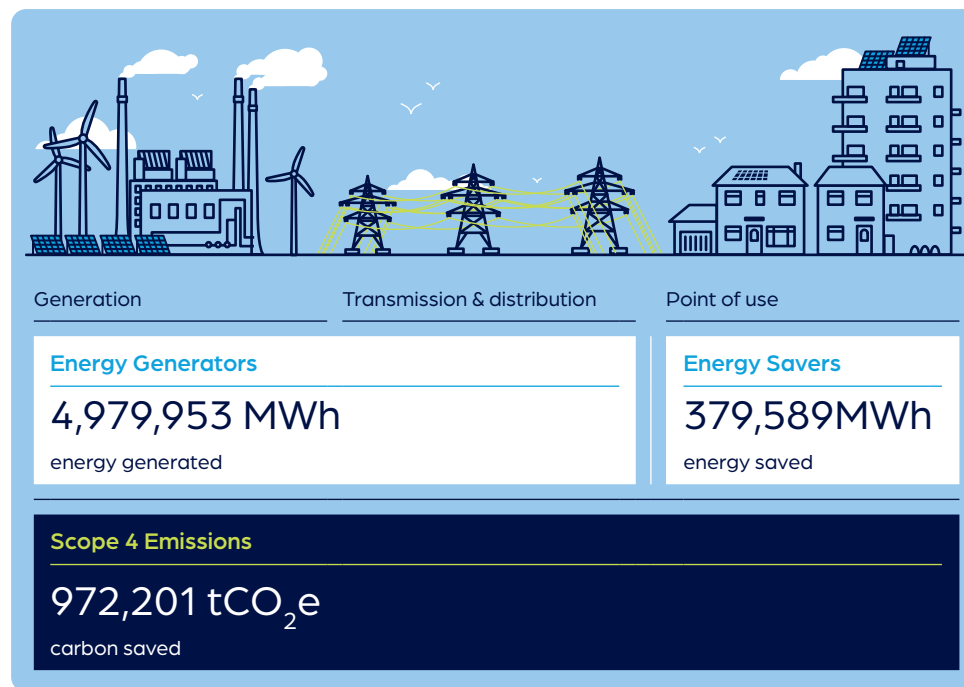 Generation
Transmission & distribution
Point of use
Energy Generators
4,979,953 MWh
energy generated
Energy Savers
379,589MWh
energy saved
Scope 4 Emissions
972,201 tCO₂e
carbon saved